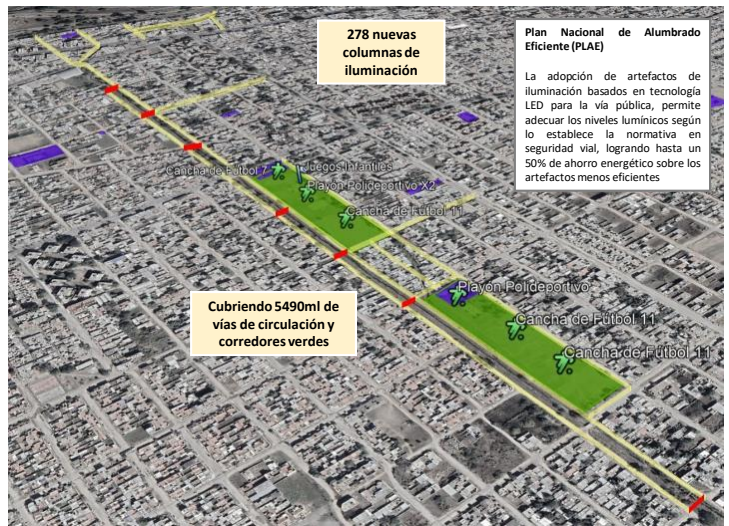 278 nuevas
columnas de
iluminación
Plan Nacional de Alumbrado
Eficiente (PLAE)
La adopción de artefactos de
iluminación basados en tecnología
LED para la vía pública, permite
adecuar los niveles lumínicos según
lo establece la normativa en
seguridad vial, logrando hasta un
50% de ahorro energético sobre los
artefactos menos eficientes
Cancha de Fútbol 7
Juegos Infantiles
Playón Polideportivo X2
Cancha de Fútbol 11
Playón Polideportivo
Cancha de Fútbol 11
Cancha de Fútbol 11
Cubriendo 5490ml de
vías de circulación y
corredores verdes